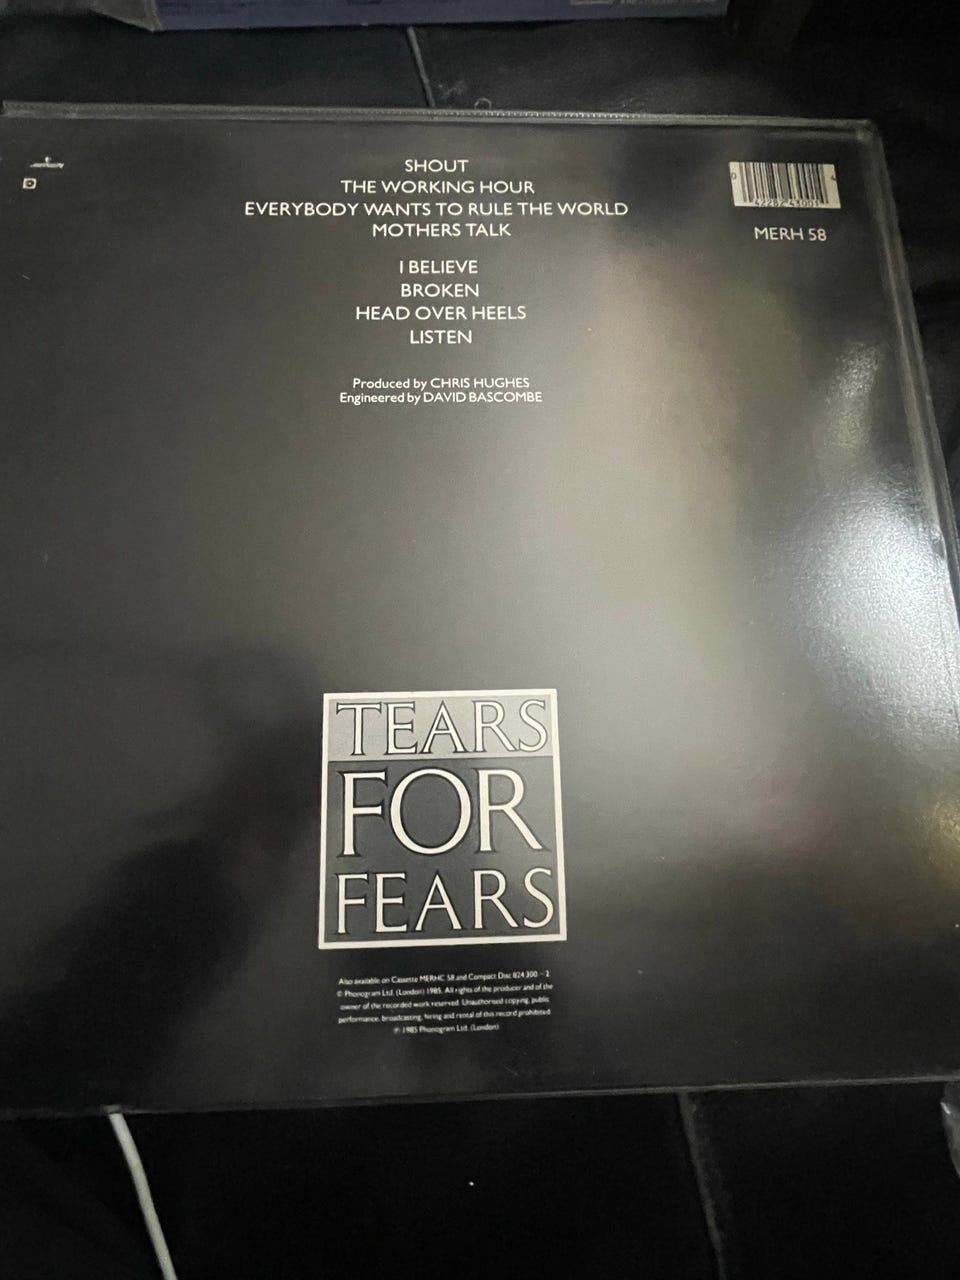 SHOUT
THE WORKING HOUR
EVERYBODY WANTS TO RULE THE WORLD
MOTHERS TALK
I BELIEVE
BROKEN
HEAD OVER HEELS
LISTEN
Produced by CHRIS HUGHES
Engineered by DAVID BASCOMBE
MERH 58
TEARS
FOR
FEARS
Also available on Cassette MERHC 58 and Compact Disc 824 300 – 2
© Phonogram Ltd. (London) 1985. All rights of the producer and of the
owner of the recorded work reserved. Unauthorised copying, public
performance, broadcasting, hiring and rental of this record prohibited.
℗ 1985 Phonogram Ltd. (London)